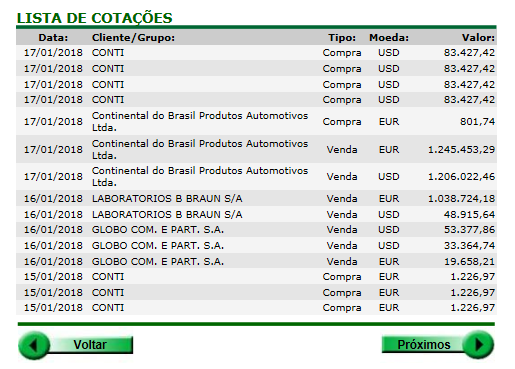 LISTA DE COTAÇÕES
Data: Cliente/Grupo: Tipo: Moeda: Valor:
17/01/2018 CONTI Compra USD 83.427,42
17/01/2018 CONTI Compra USD 83.427,42
17/01/2018 CONTI Compra USD 83.427,42
17/01/2018 CONTI Compra USD 83.427,42
17/01/2018 Continental do Brasil Produtos Automotivos Compra EUR 801,74
Ltda.
17/01/2018 Continental do Brasil Produtos Automotivos Venda EUR 1.245.453,29
Ltda.
17/01/2018 Continental do Brasil Produtos Automotivos Venda USD 1.206.022,46
Ltda.
16/01/2018 LABORATORIOS B BRAUN S/A Venda EUR 1.038.724,18
16/01/2018 LABORATORIOS B BRAUN S/A Venda USD 48.915,64
16/01/2018 GLOBO COM. E PART. S.A. Venda USD 53.377,86
16/01/2018 GLOBO COM. E PART. S.A. Venda USD 33.364,74
16/01/2018 GLOBO COM. E PART. S.A. Venda EUR 19.658,21
15/01/2018 CONTI Compra EUR 1.226,97
15/01/2018 CONTI Compra EUR 1.226,97
15/01/2018 CONTI Compra EUR 1.226,97
Voltar Próximos